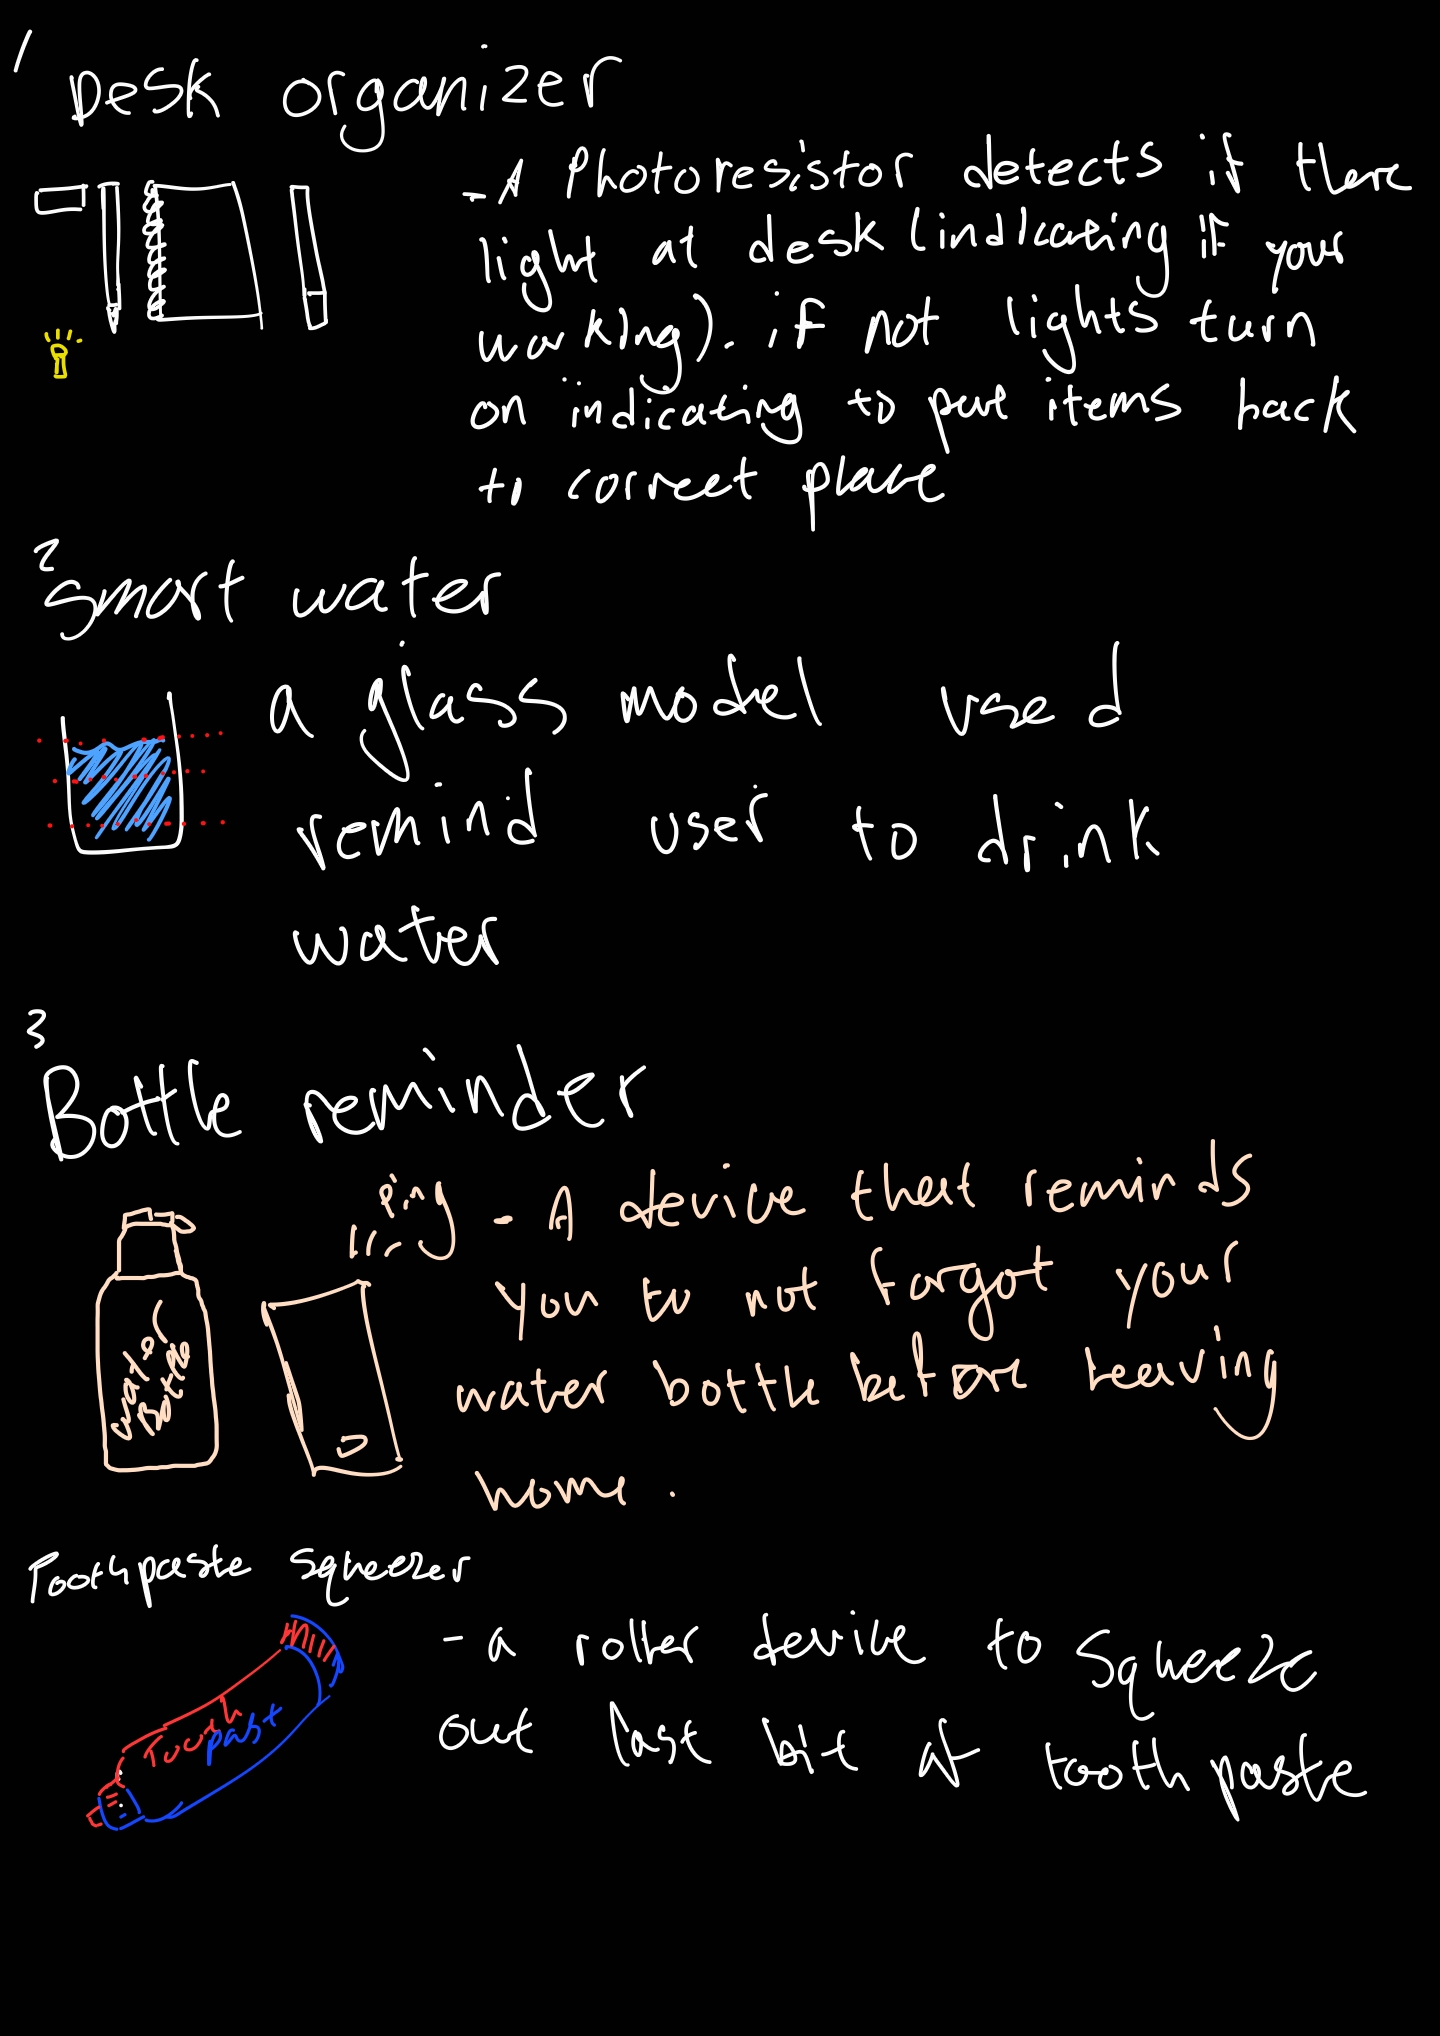 1
Desk organizer
- A Photoresistor detects if there
light at desk (indicating if your
working). if not lights turn
on indicating to put items back
to correct place
2
Smart water
a glass model used
remind user to drink
water
3
Bottle reminder
ping
- A device that reminds
you to not forgot your
water bottle before leaving
home.
water
Bottle
Toothpaste squeezer
- a roller device to squeeze
out last bit of toothpaste
Tooth
past